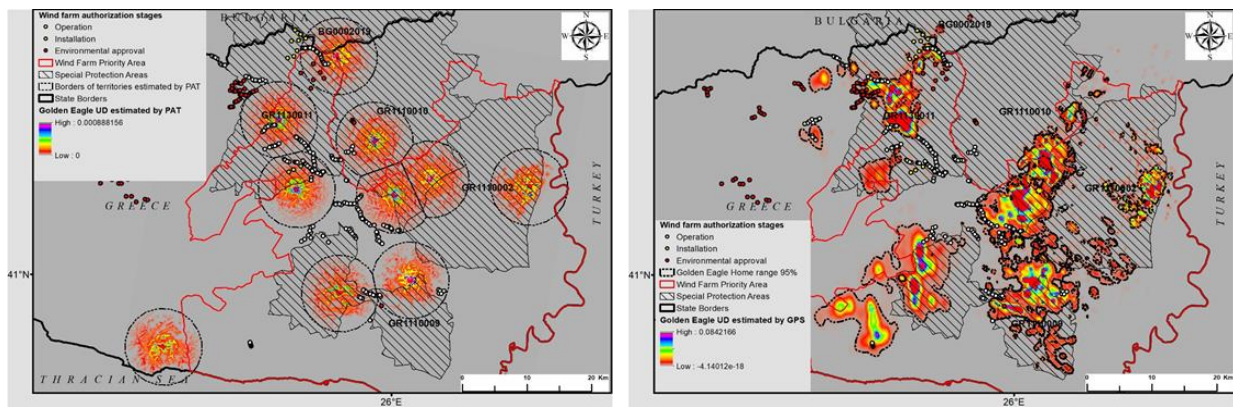 Wind farm authorization stages
Operation
Installation
Environmental approval
Wind Farm Priority Area
Special Protection Areas
Borders of territories estimated by PAT
State Borders
Golden Eagle UD estimated by PAT
High : 0.000888156
Low : 0
BULGARIA
BG0002019
N
W E
S
GR1130011
GR1110010
GR1110002
GREECE
TURKEY
41°N
GR1110009
THRACIAN SEA
0 10 20 Km
26°E
BULGARIA
BG0002019
N
W E
S
GR1110010
GR1130011
GR1110002
GREECE
TURKEY
Wind farm authorization stages
Operation
Installation
Environmental approval
Golden Eagle Home range 95%
Wind Farm Priority Area
Special Protection Areas
State Borders
Golden Eagle UD estimated by GPS
High : 0.0842166
Low : -4.14012e-18
41°N
GR1110009
0 10 20 Km
26°E